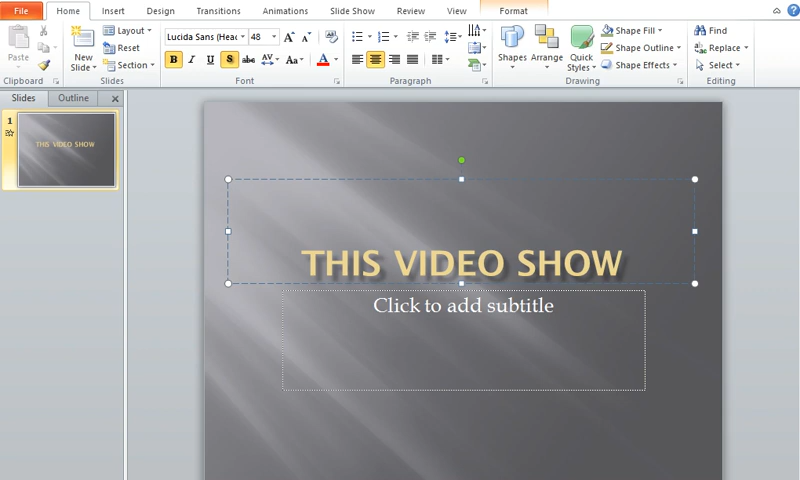 File Home Insert Design Transitions Animations Slide Show Review View Format
Paste
Clipboard
New
Slide
Layout
Reset
Section
Slides
Lucida Sans (Head 48
B I U S abc AV Aa A
Font
Paragraph
Shapes
Arrange
Quick
Styles
Shape Fill
Shape Outline
Shape Effects
Drawing
Find
Replace
Select
Editing
Slides Outline
1
THIS VIDEO SHOW
THIS VIDEO SHOW
Click to add subtitle